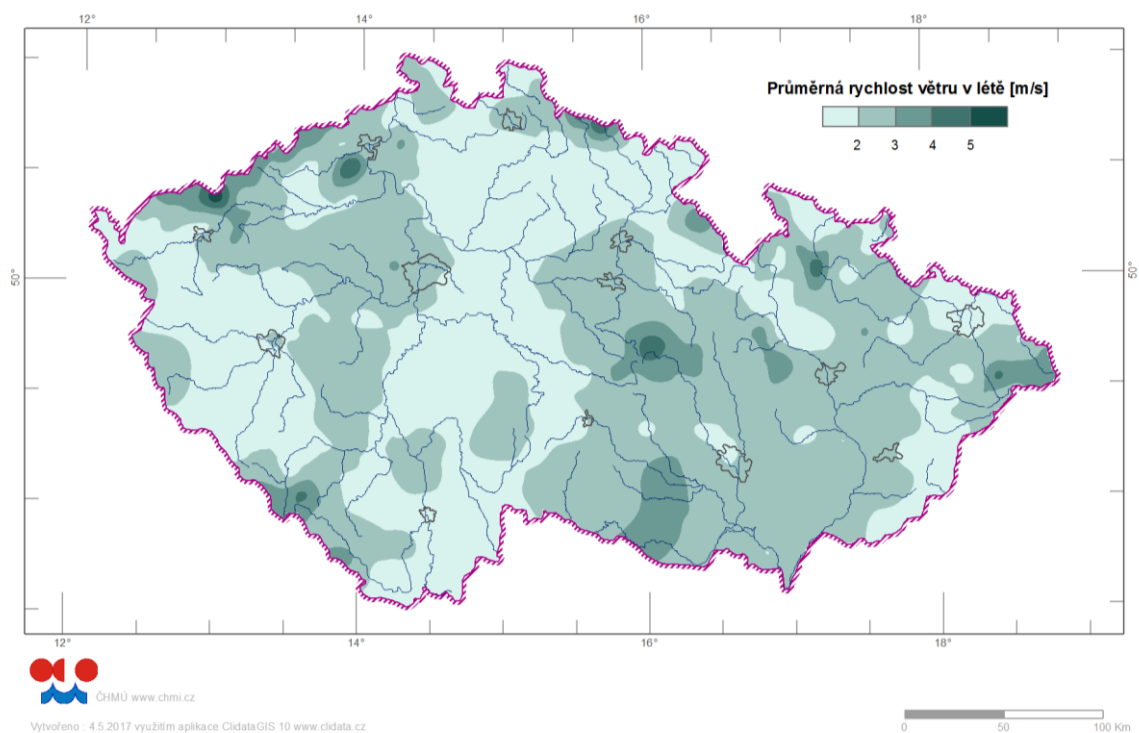 12° 14° 16° 18°
Průměrná rychlost větru v létě [m/s]
2 3 4 5
50° 50°
12° 14° 16° 18°
ČHMÚ www.chmi.cz
Vytvořeno : 4.5.2017 využitím aplikace ClidataGIS 10 www.clidata.cz
0 50 100 Km